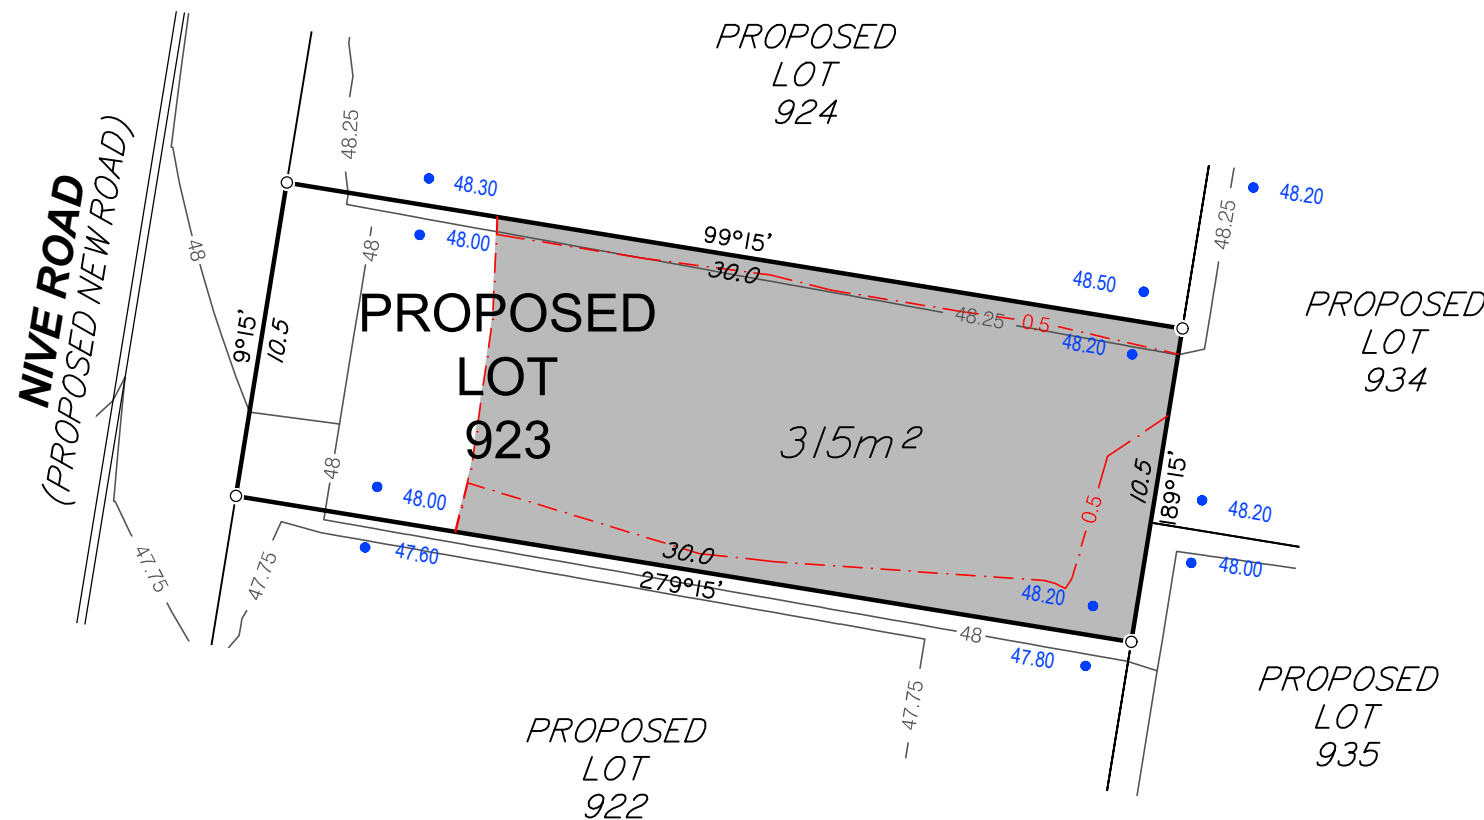 PROPOSED
LOT
924
48.25
48.30
48.00
48
48
NIVE ROAD
(PROPOSED NEW ROAD)
9°15'
10.5
99°15'
30.0
48.50
48.25
0.5
48.20
48.25
48.20
PROPOSED
LOT
934
PROPOSED
LOT
923
315m²
48
48.00
47.60
47.75
47.75
30.0
279°15'
0.5
10.5
189°15'
48.20
48.00
48.20
48
47.80
47.75
PROPOSED
LOT
922
PROPOSED
LOT
935